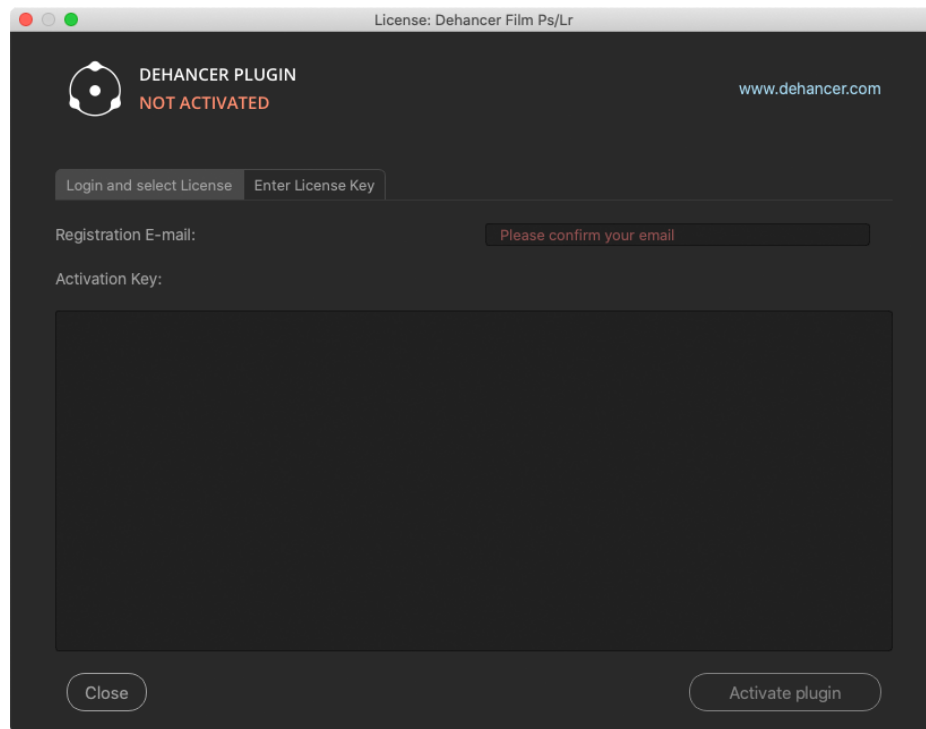 License: Dehancer Film Ps/Lr
DEHANCER PLUGIN
NOT ACTIVATED
www.dehancer.com
Login and select License
Enter License Key
Registration E-mail:
Please confirm your email
Activation Key:
Close
Activate plugin